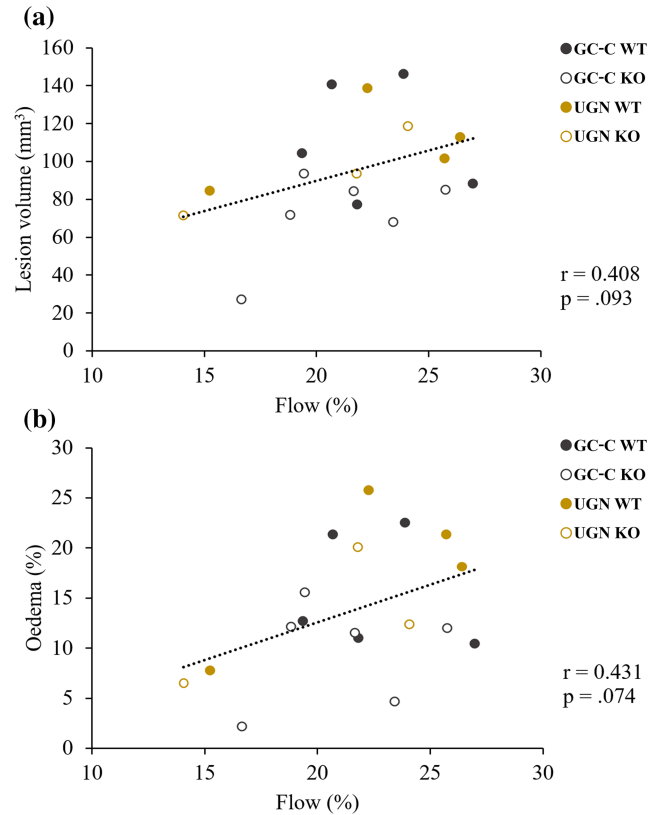 (a)
160
140
120
100
80
60
40
20
0
Lesion volume (mm³)
10 15 20 25 30
Flow (%)
GC-C WT
GC-C KO
UGN WT
UGN KO
r = 0.408
p = .093
(b)
30
25
20
15
10
5
0
Oedema (%)
10 15 20 25 30
Flow (%)
GC-C WT
GC-C KO
UGN WT
UGN KO
r = 0.431
p = .074